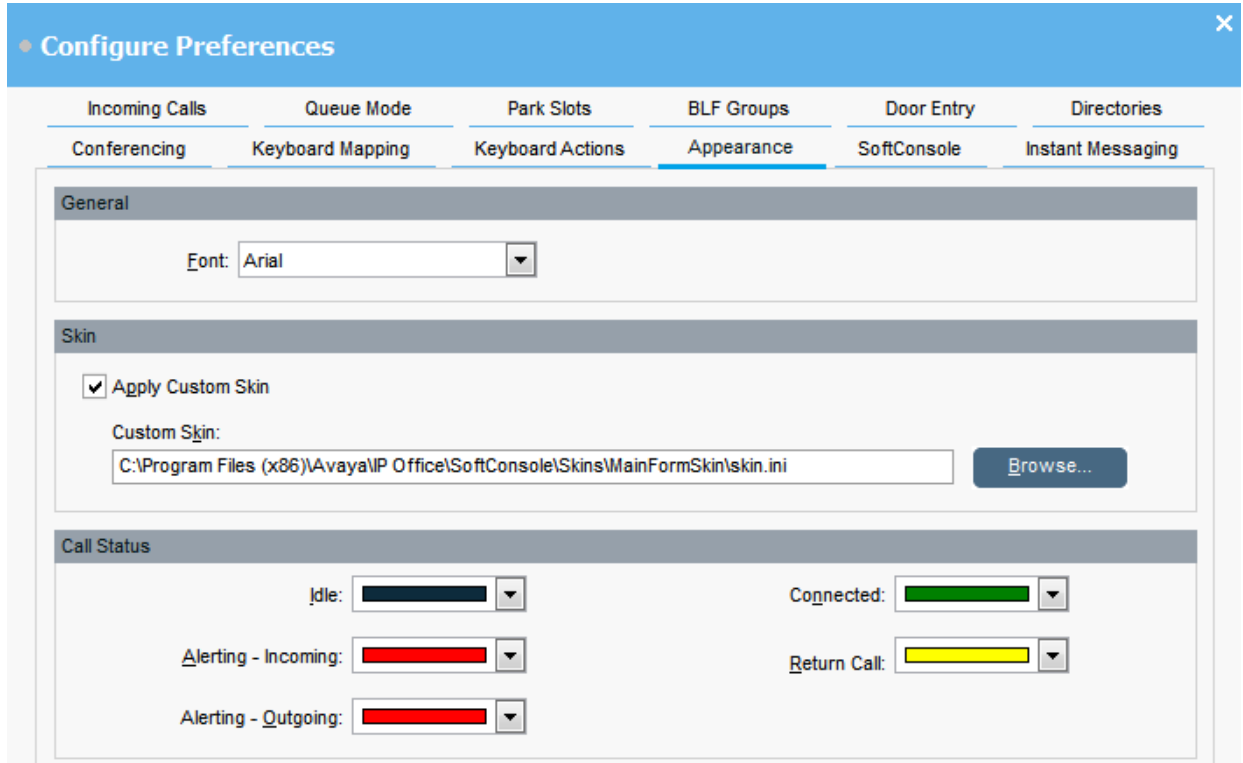 Configure Preferences
Incoming Calls Queue Mode Park Slots BLF Groups Door Entry Directories
Conferencing Keyboard Mapping Keyboard Actions Appearance SoftConsole Instant Messaging
General
Font: Arial
Skin
Apply Custom Skin
Custom Skin:
C:\Program Files (x86)\Avaya\IP Office\SoftConsole\Skins\MainFormSkin\skin.ini Browse...
Call Status
Idle: Connected:
Alerting - Incoming: Return Call:
Alerting - Outgoing: